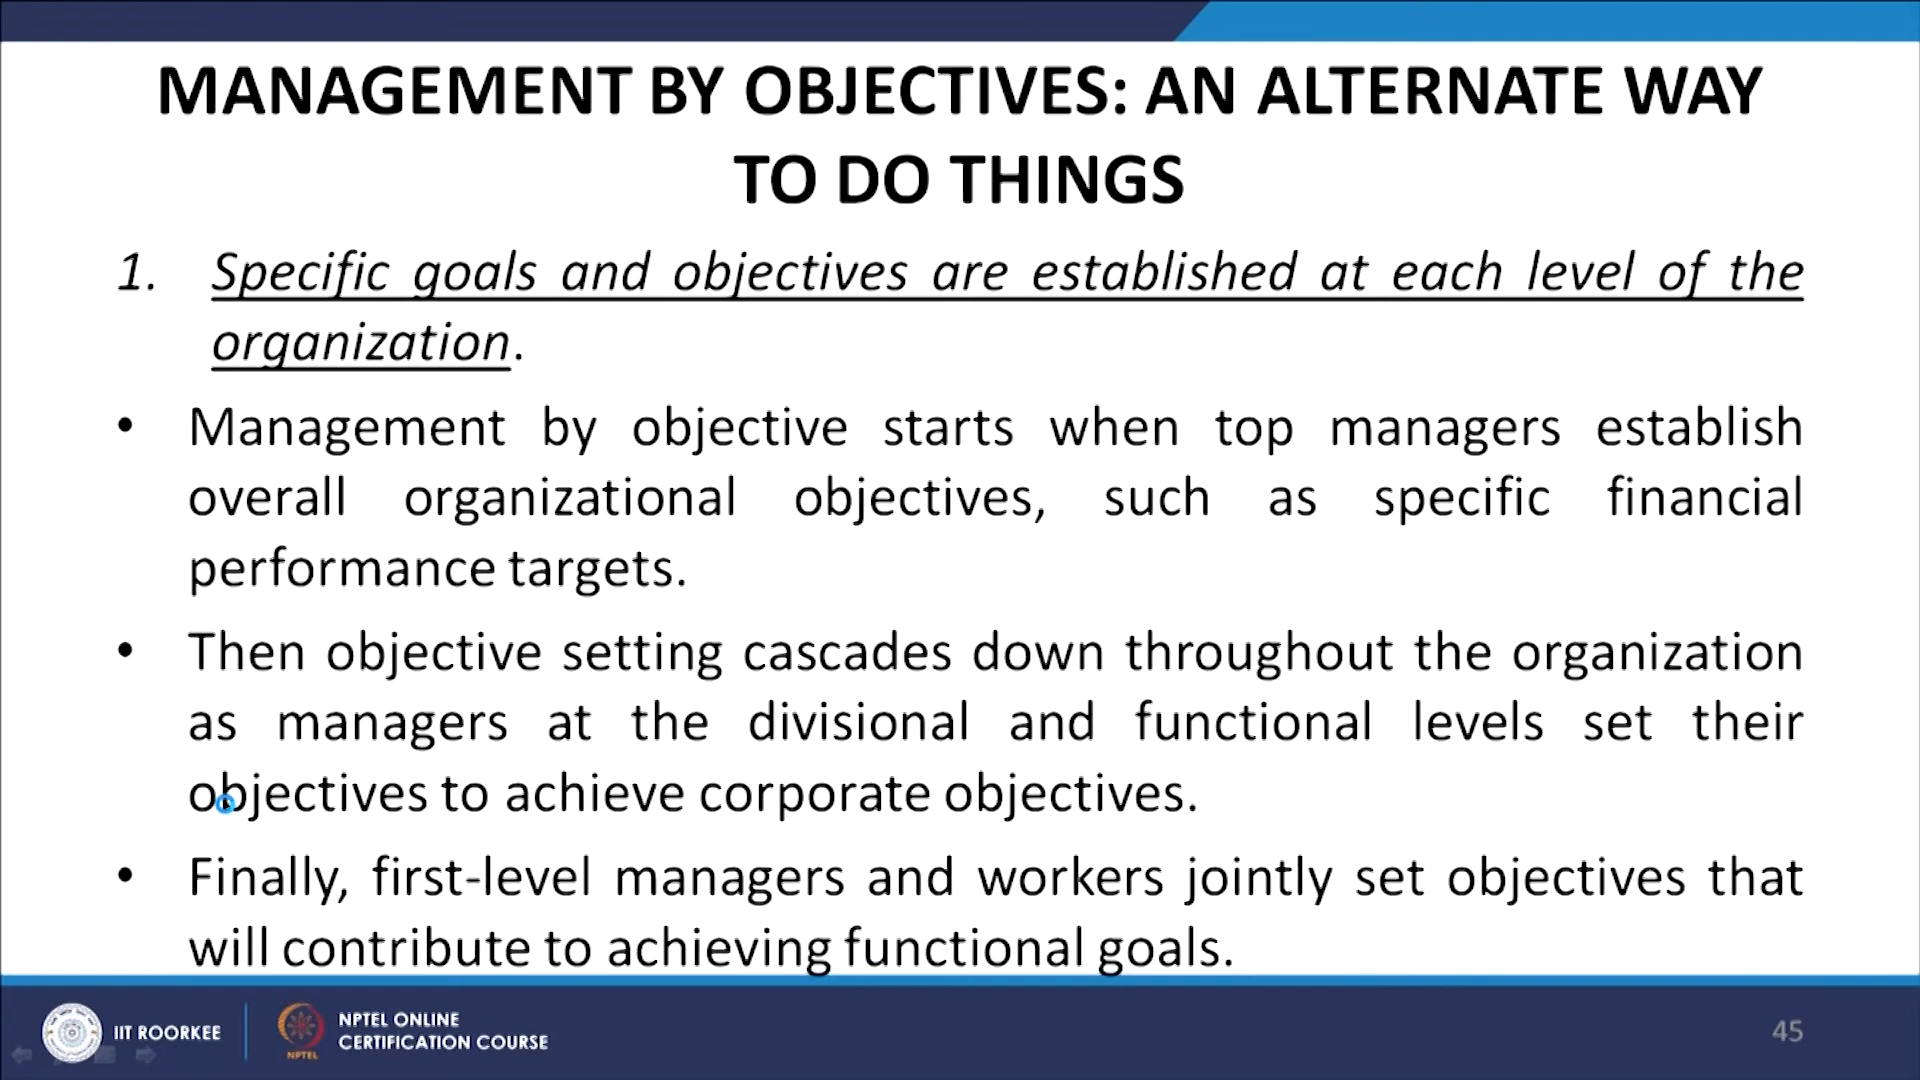 MANAGEMENT BY OBJECTIVES: AN ALTERNATE WAY
TO DO THINGS
1. Specific goals and objectives are established at each level of the
organization.
• Management by objective starts when top managers establish
overall organizational objectives, such as specific financial
performance targets.
• Then objective setting cascades down throughout the organization
as managers at the divisional and functional levels set their
objectives to achieve corporate objectives.
• Finally, first-level managers and workers jointly set objectives that
will contribute to achieving functional goals.
IIT ROORKEE
NPTEL
NPTEL ONLINE
CERTIFICATION COURSE
45